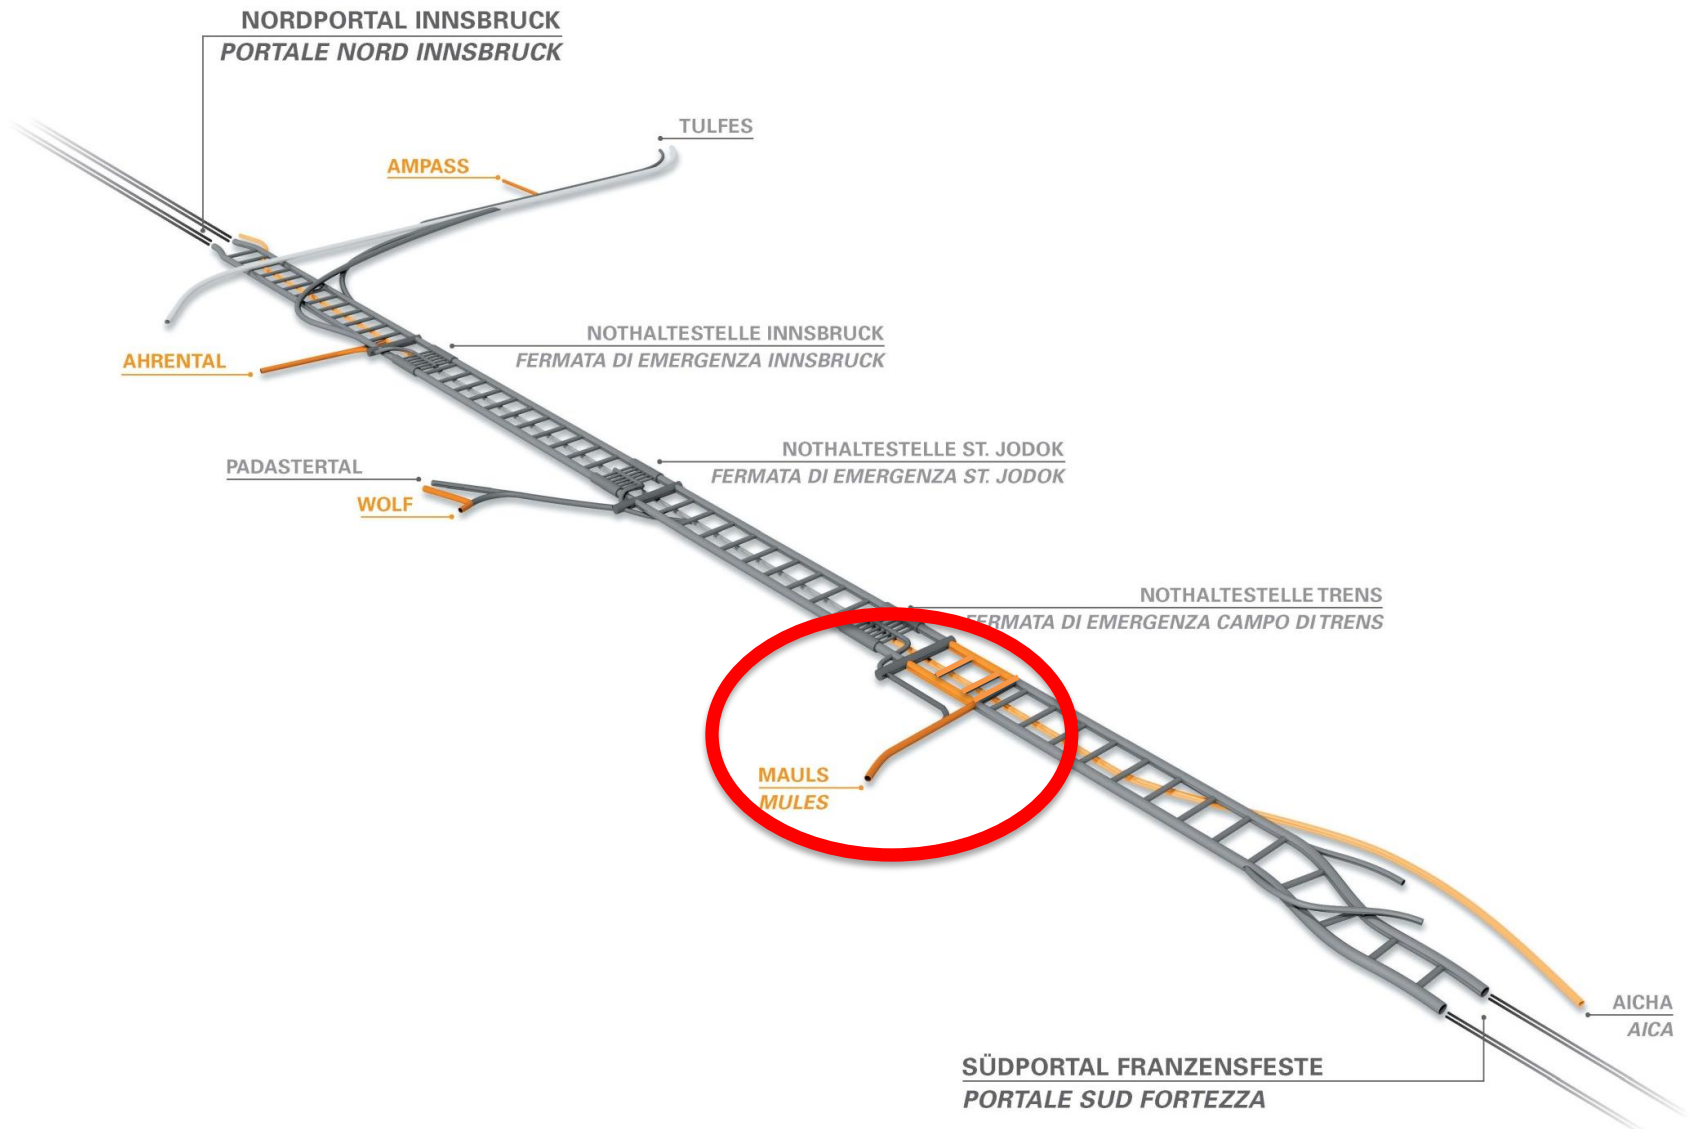 NORDPORTAL INNSBRUCK
PORTALE NORD INNSBRUCK
TULFES
AMPASS
NOTHALTESTELLE INNSBRUCK
FERMATA DI EMERGENZA INNSBRUCK
AHRENTAL
NOTHALTESTELLE ST. JODOK
FERMATA DI EMERGENZA ST. JODOK
PADASTERTAL
WOLF
NOTHALTESTELLE TRENS
FERMATA DI EMERGENZA CAMPO DI TRENS
MAULS
MULES
AICHA
AICA
SÜDPORTAL FRANZENSFESTE
PORTALE SUD FORTEZZA